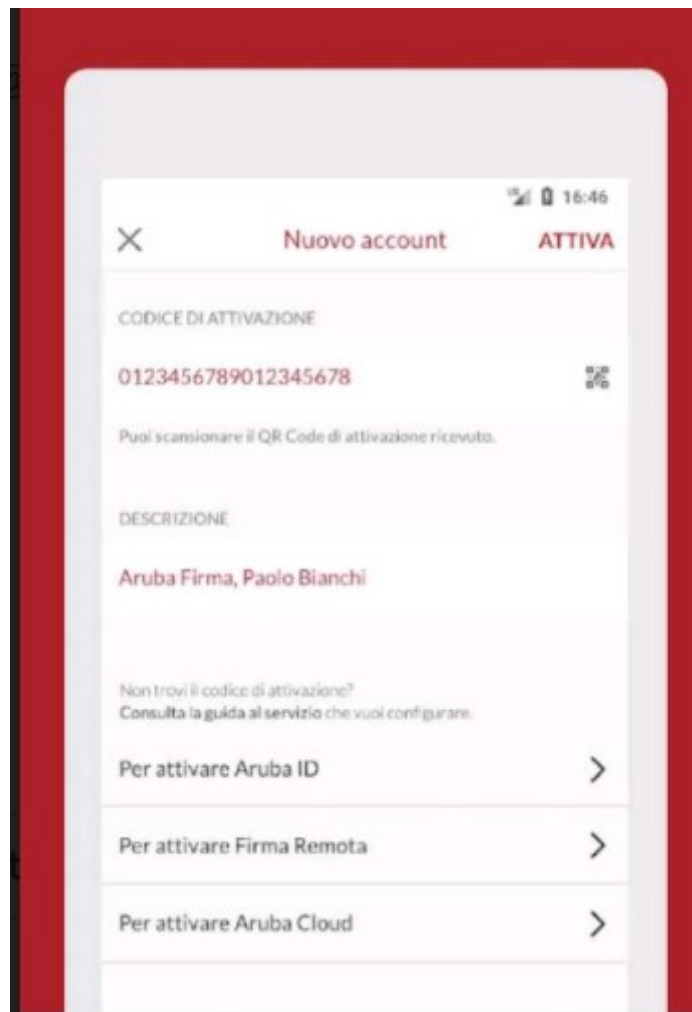 16:46
Nuovo account
ATTIVA
CODICE DI ATTIVAZIONE
0123456789012345678
Puoi scansionare il QR Code di attivazione ricevuto.
DESCRIZIONE
Aruba Firma, Paolo Bianchi
Non trovi il codice di attivazione?
Consulta la guida al servizio che vuoi configurare.
Per attivare Aruba ID
Per attivare Firma Remota
Per attivare Aruba Cloud